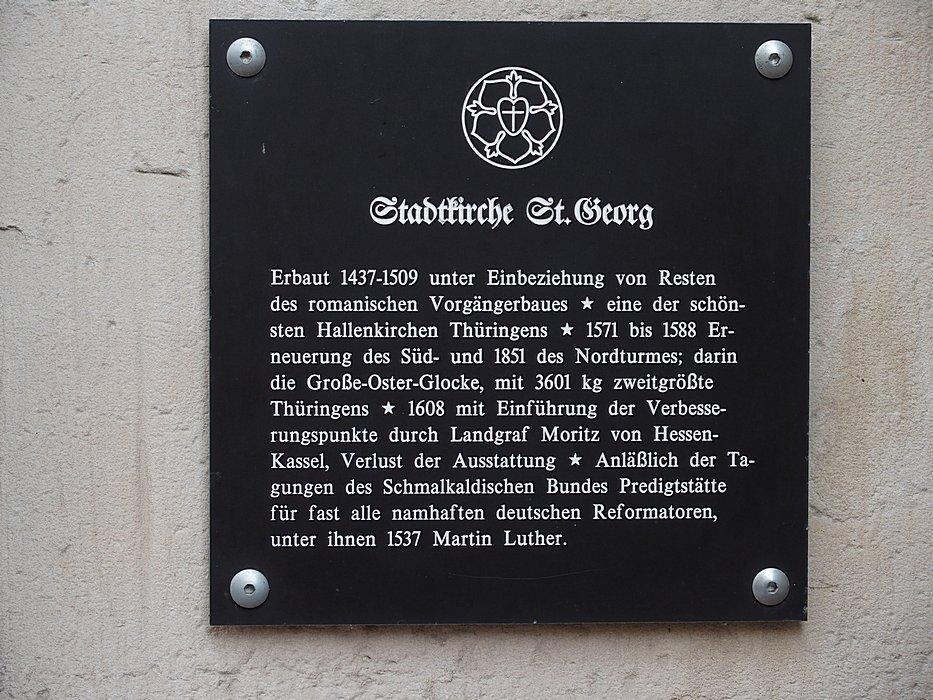 Stadtkirche St. Georg
Erbaut 1437-1509 unter Einbeziehung von Resten
des romanischen Vorgängerbaues ★ eine der schön-
sten Hallenkirchen Thüringens ★ 1571 bis 1588 Er-
neuerung des Süd- und 1851 des Nordturmes; darin
die Große-Oster-Glocke, mit 3601 kg zweitgrößte
Thüringens ★ 1608 mit Einführung der Verbesse-
rungspunkte durch Landgraf Moritz von Hessen-
Kassel, Verlust der Ausstattung ★ Anläßlich der Ta-
gungen des Schmalkaldischen Bundes Predigtstätte
für fast alle namhaften deutschen Reformatoren,
unter ihnen 1537 Martin Luther.